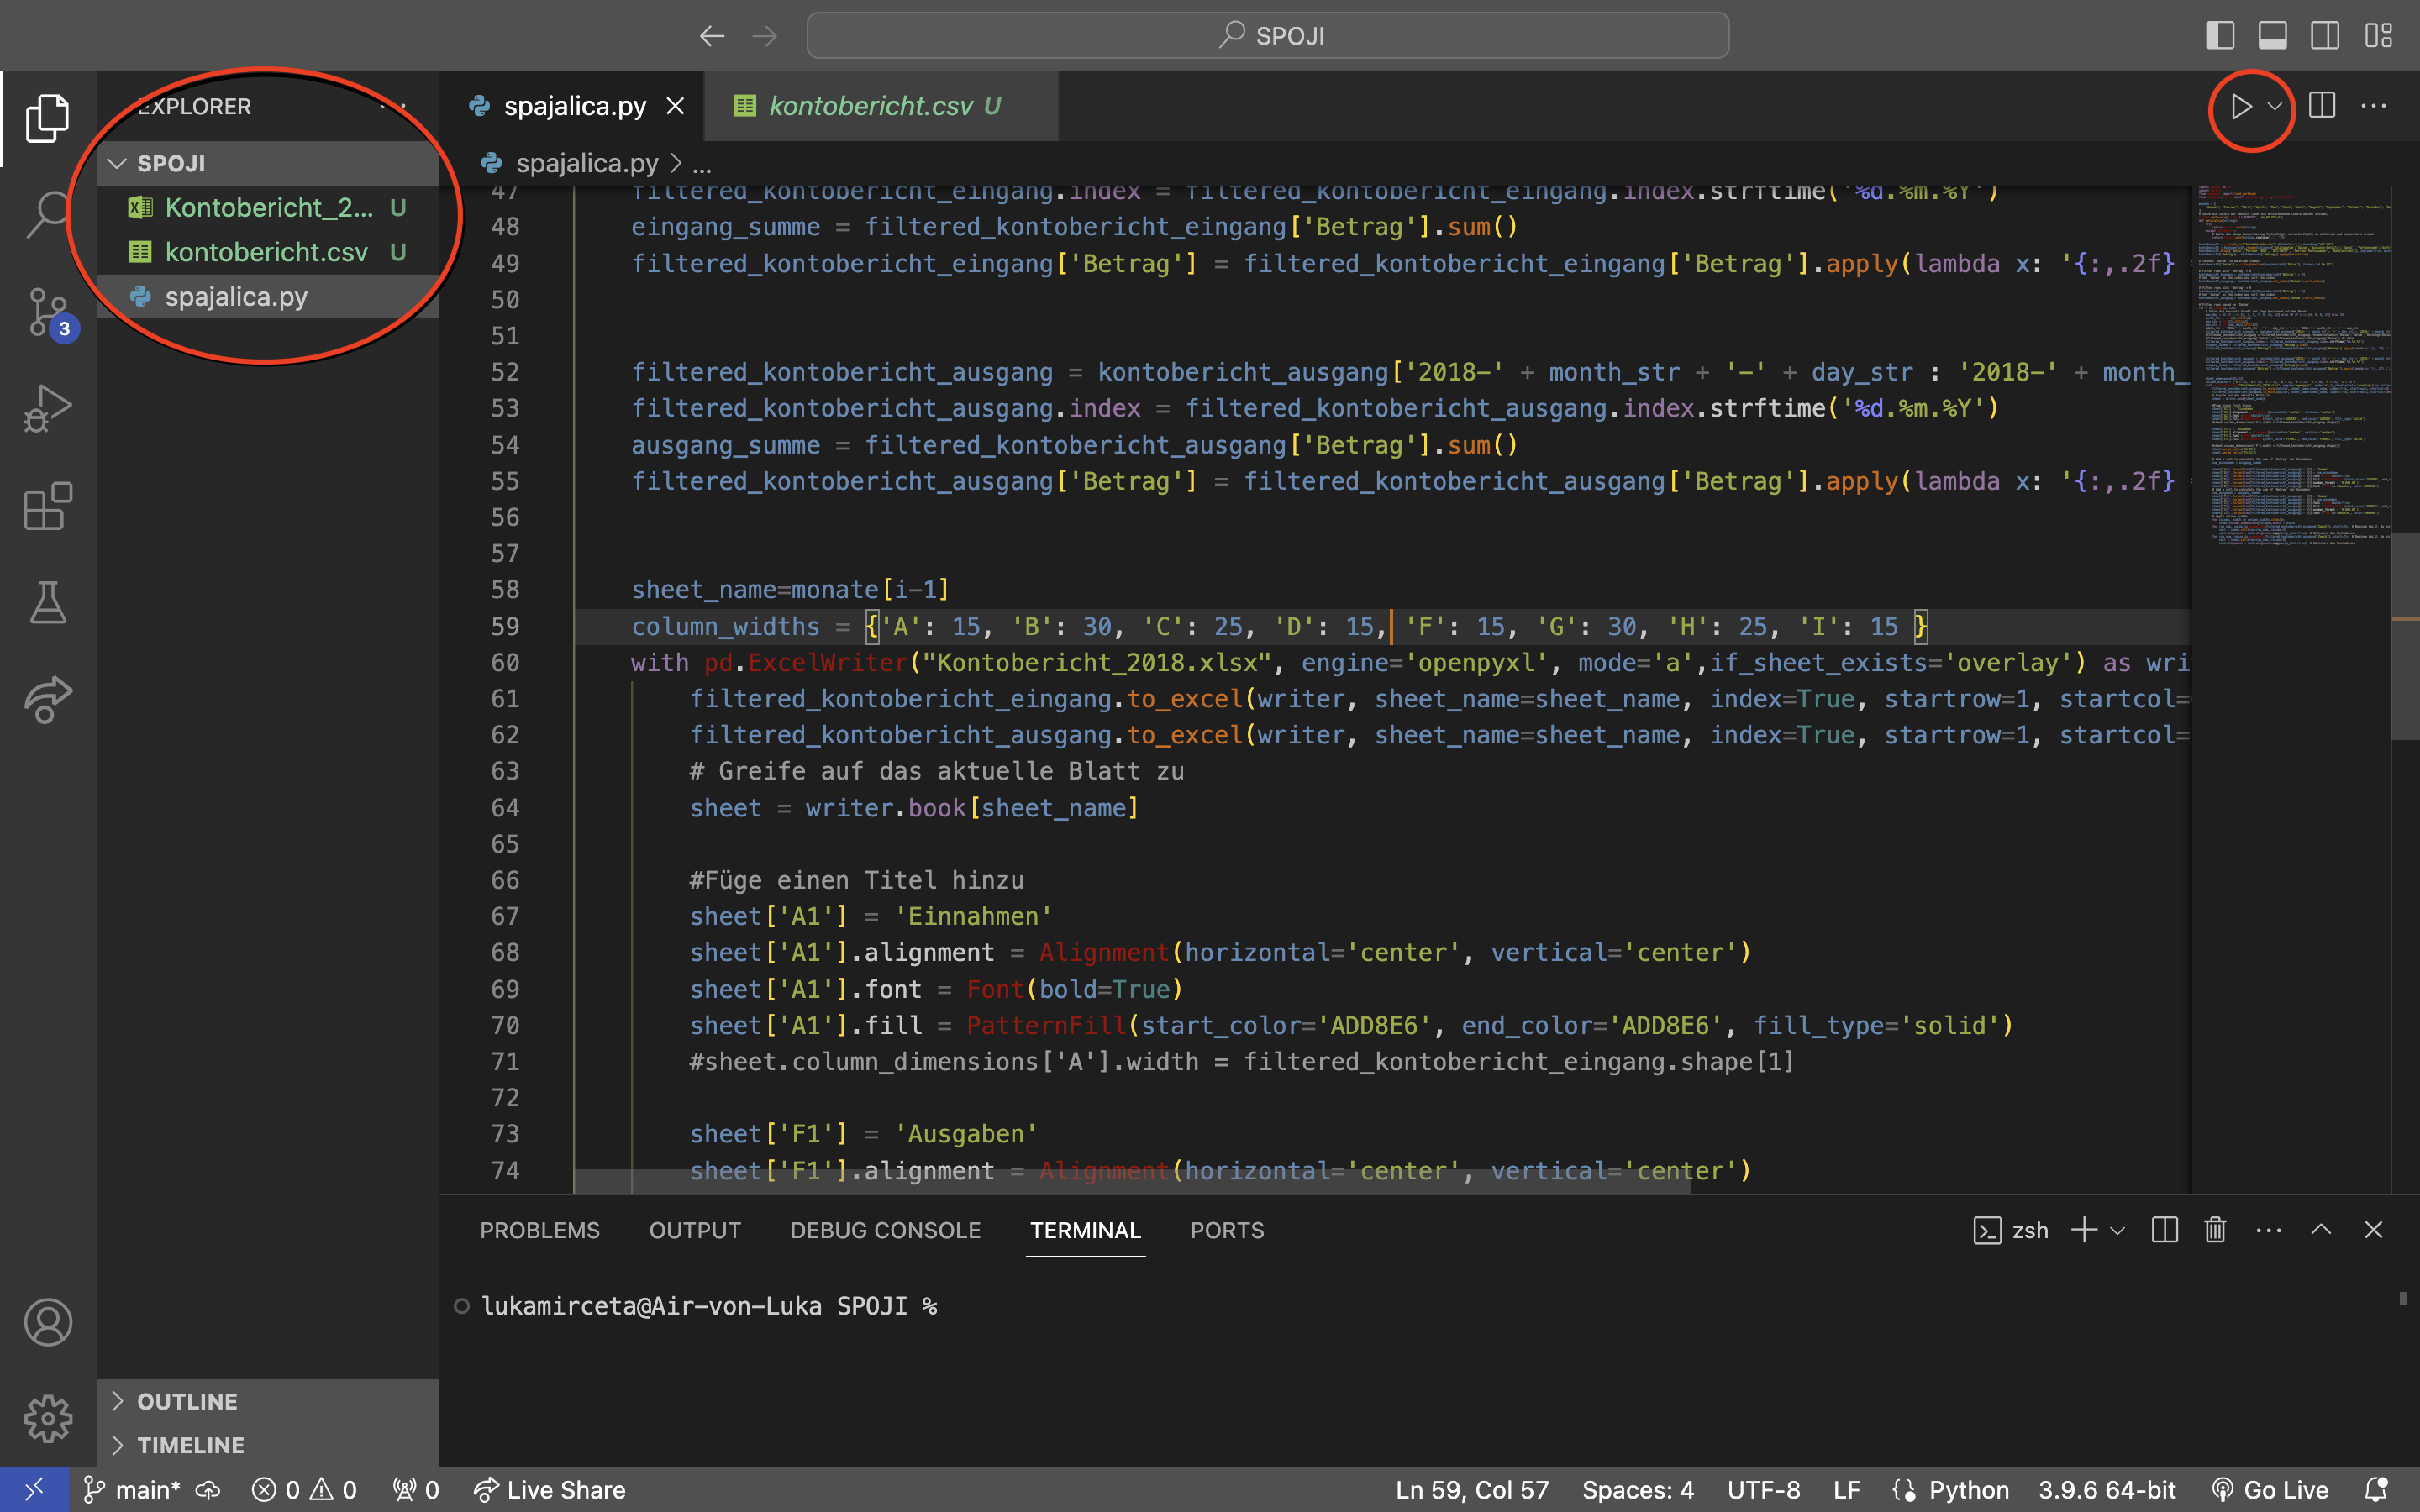 SPOJI
EXPLORER
SPOJI
Kontobericht_2... U
kontobericht.csv U
spajalica.py
3
OUTLINE
TIMELINE
spajalica.py
kontobericht.csv U
spajalica.py > ...
47 filtered_kontobericht_eingang.index = filtered_kontobericht_eingang.index.strftime('%d.%m.%Y')
48 eingang_summe = filtered_kontobericht_eingang['Betrag'].sum()
49 filtered_kontobericht_eingang['Betrag'] = filtered_kontobericht_eingang['Betrag'].apply(lambda x: '{:,.2f}
50
51
52 filtered_kontobericht_ausgang = kontobericht_ausgang['2018-' + month_str + '-' + day_str : '2018-' + month_
53 filtered_kontobericht_ausgang.index = filtered_kontobericht_ausgang.index.strftime('%d.%m.%Y')
54 ausgang_summe = filtered_kontobericht_ausgang['Betrag'].sum()
55 filtered_kontobericht_ausgang['Betrag'] = filtered_kontobericht_ausgang['Betrag'].apply(lambda x: '{:,.2f}
56
57
58 sheet_name=monate[i-1]
59 column_widths = {'A': 15, 'B': 30, 'C': 25, 'D': 15, 'F': 15, 'G': 30, 'H': 25, 'I': 15 }
60 with pd.ExcelWriter("Kontobericht_2018.xlsx", engine='openpyxl', mode='a',if_sheet_exists='overlay') as wri
61 filtered_kontobericht_eingang.to_excel(writer, sheet_name=sheet_name, index=True, startrow=1, startcol=
62 filtered_kontobericht_ausgang.to_excel(writer, sheet_name=sheet_name, index=True, startrow=1, startcol=
63 # Greife auf das aktuelle Blatt zu
64 sheet = writer.book[sheet_name]
65
66 #Füge einen Titel hinzu
67 sheet['A1'] = 'Einnahmen'
68 sheet['A1'].alignment = Alignment(horizontal='center', vertical='center')
69 sheet['A1'].font = Font(bold=True)
70 sheet['A1'].fill = PatternFill(start_color='ADD8E6', end_color='ADD8E6', fill_type='solid')
71 #sheet.column_dimensions['A'].width = filtered_kontobericht_eingang.shape[1]
72
73 sheet['F1'] = 'Ausgaben'
74 sheet['F1'].alignment = Alignment(horizontal='center', vertical='center')
PROBLEMS OUTPUT DEBUG CONSOLE TERMINAL PORTS
zsh
lukamirceta@Air-von-Luka SPOJI %
main* 0 0 0 Live Share Ln 59, Col 57 Spaces: 4 UTF-8 LF Python 3.9.6 64-bit Go Live